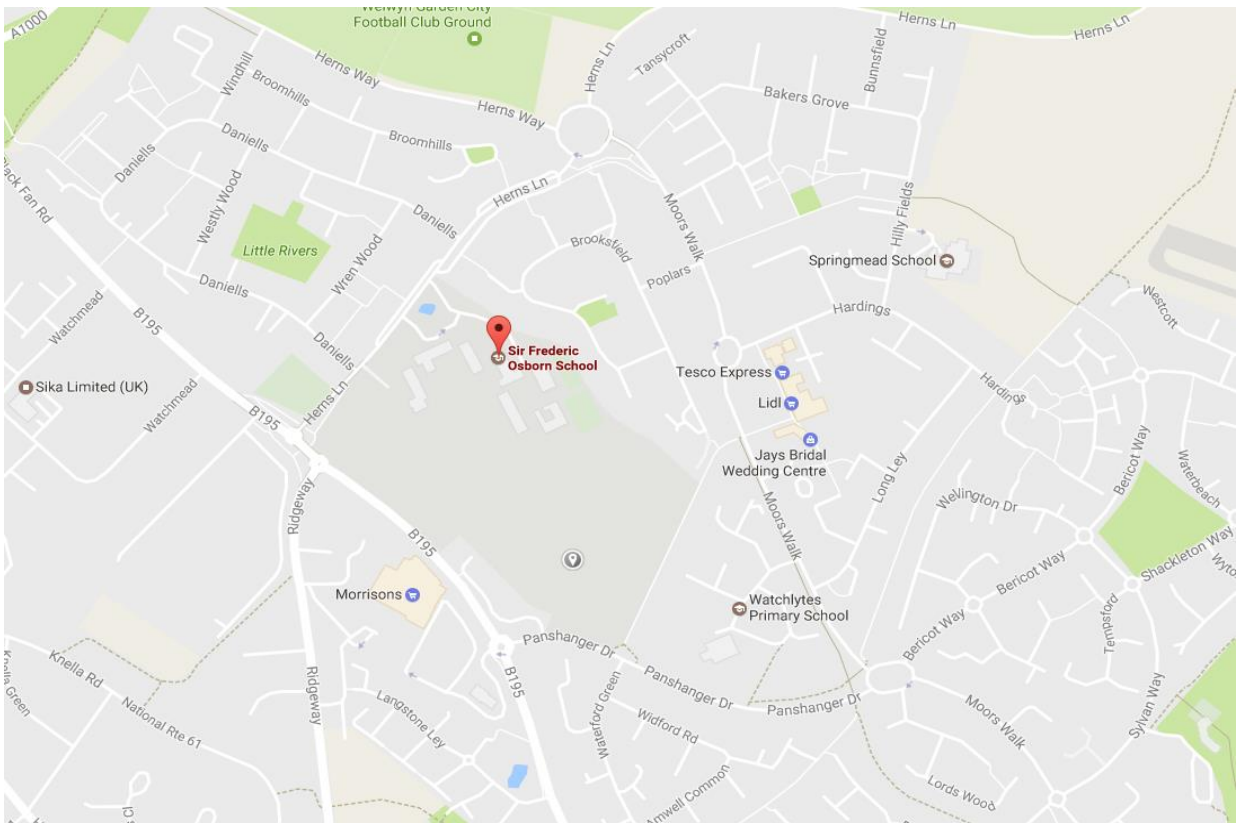 A1000
Welwyn Garden City
Football Club Ground
Herns Ln
Herns Ln
Herns Way
Herns Ln
Tansycroft
Bunnsfield
Windhill
Broomhills
Bakers Grove
Herns Way
Daniells
Broomhills
Daniells
Black Fan Rd
Westly Wood
Herns Ln
Moors Walk
Daniells
Hilly Fields
Little Rivers
Brooksfield
Wren Wood
Springmead School
Poplars
Daniells
Westcott
Watchmead
B195
Hardings
Daniells
Sir Frederic
Osborn School
Tesco Express
Hardings
Sika Limited (UK)
Watchmead
Herns Ln
Lidl
B195
Jays Bridal
Wedding Centre
Bericot Way
Waterbeach
Long Ley
Wellington Dr
Ridgeway
Moors Walk
B195
Shackleton Way
Bericot Way
Morrisons
Watchlytes
Primary School
Tempsford
Bericot Way
Panshanger Dr
Knella Rd
Knella Green
Ridgeway
B195
Panshanger Dr
Panshanger Dr
Sylvan Way
National Rte 61
Langstone Ley
Waterford Green
Widford Rd
Moors Walk
Lords Wood
Amwell Common